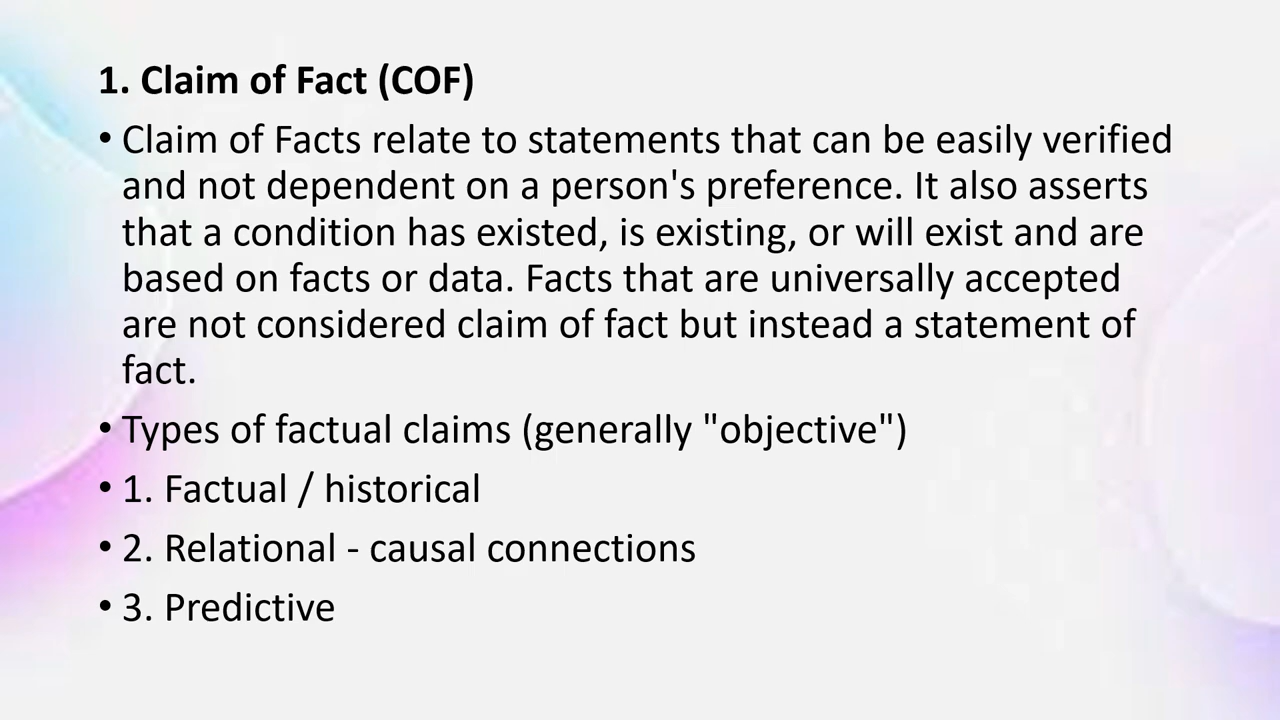 1. Claim of Fact (COF)
• Claim of Facts relate to statements that can be easily verified
and not dependent on a person's preference. It also asserts
that a condition has existed, is existing, or will exist and are
based on facts or data. Facts that are universally accepted
are not considered claim of fact but instead a statement of
fact.
• Types of factual claims (generally "objective")
• 1. Factual / historical
• 2. Relational - causal connections
• 3. Predictive